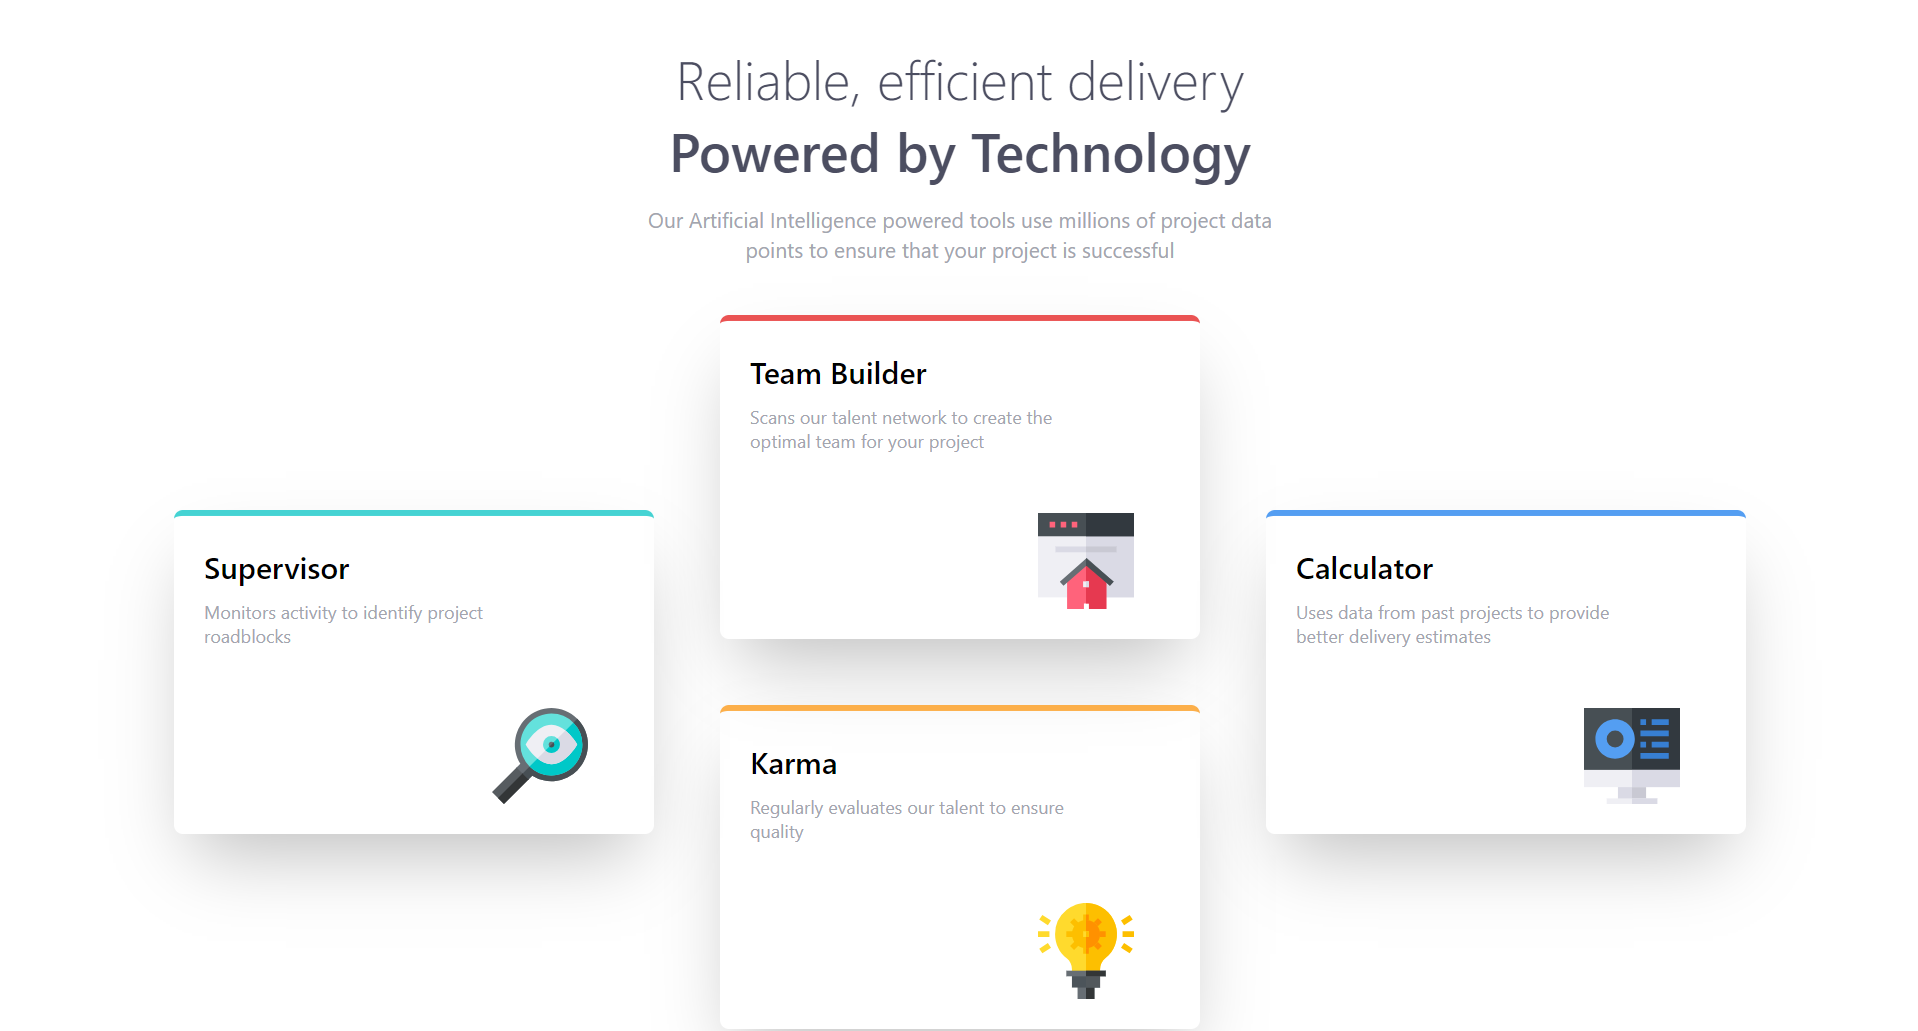 Reliable, efficient delivery
Powered by Technology
Our Artificial Intelligence powered tools use millions of project data
points to ensure that your project is successful
Team Builder
Scans our talent network to create the
optimal team for your project
Supervisor
Monitors activity to identify project
roadblocks
Calculator
Uses data from past projects to provide
better delivery estimates
Karma
Regularly evaluates our talent to ensure
quality